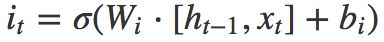 i_t = σ(W_i · [h_{t−1}, x_t] + b_i)